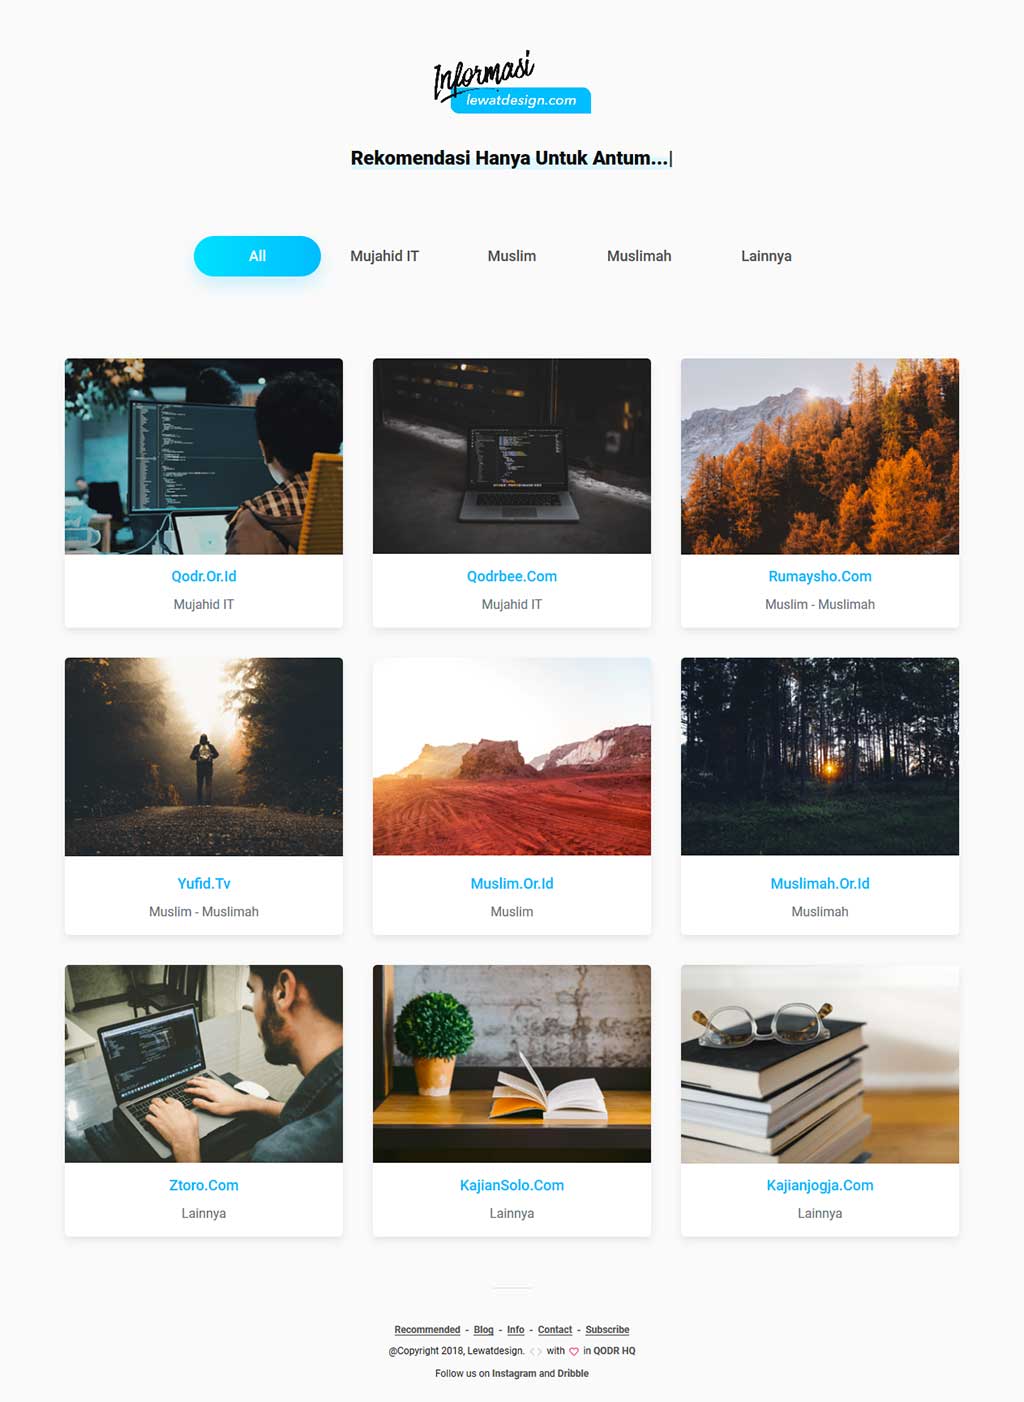 Informasi
lewatdesign.com
Rekomendasi Hanya Untuk Antum...|
All Mujahid IT Muslim Muslimah Lainnya
Qodr.Or.Id
Mujahid IT
Qodrbee.Com
Mujahid IT
Rumaysho.Com
Muslim - Muslimah
Yufid.Tv
Muslim - Muslimah
Muslim.Or.Id
Muslim
Muslimah.Or.Id
Muslimah
Ztoro.Com
Lainnya
KajianSolo.Com
Lainnya
Kajianjogja.Com
Lainnya
Recommended - Blog - Info - Contact - Subscribe
@Copyright 2018, Lewatdesign. <> with ♡ in QODR HQ
Follow us on Instagram and Dribble